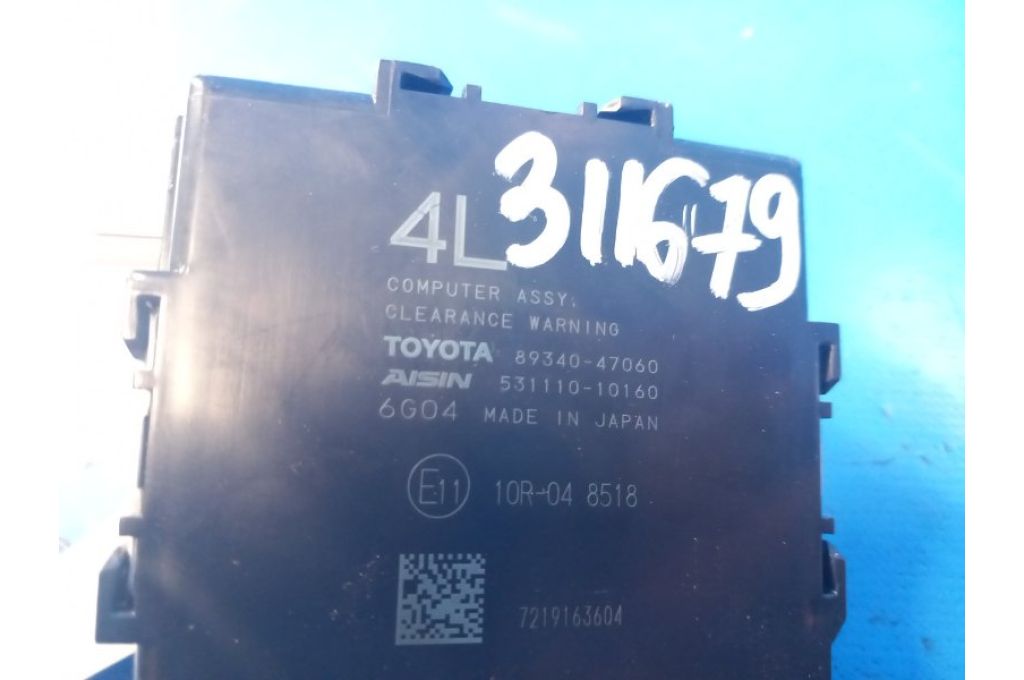 4L 311679
COMPUTER ASSY;
CLEARANCE WARNING
TOYOTA 89340-47060
AISIN 531110-10160
6G04 MADE IN JAPAN
E11 10R-04 8518
7219163604